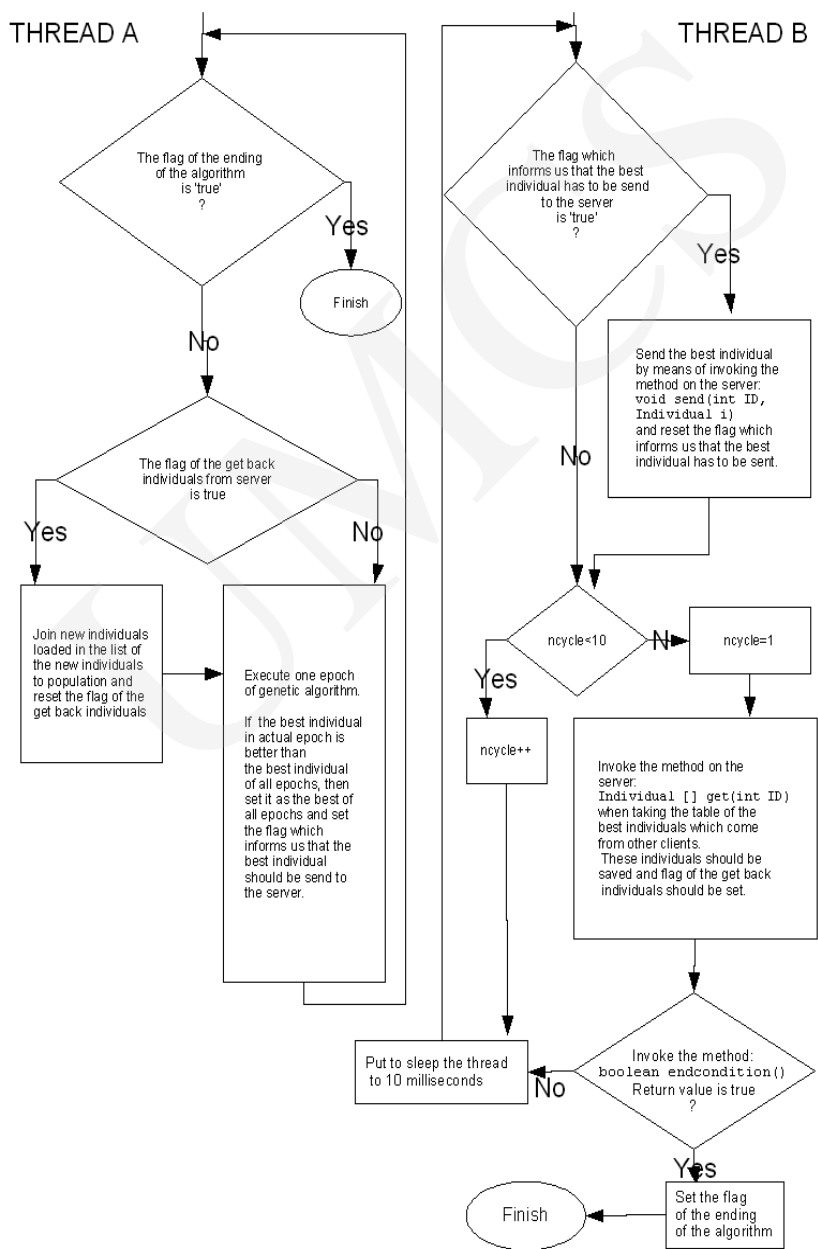 THREAD A
The flag of the ending
of the algorithm
is 'true'
?
Yes
Finish
No
The flag of the get back
individuals from server
is true
Yes
No
Join new individuals
loaded in the list of
the new individuals
to population and
reset the flag of the
get back individuals
Execute one epoch
of genetic algorithm.
If the best individual
in actual epoch is
better than
the best individual
of all epochs, then
set it as the best of
all epochs and set
the flag which
informs us that the
best individual
should be send to
the server.
THREAD B
The flag which
informs us that the best
individual has to be send
to the server
is 'true'
?
Yes
Send the best individual
by means of invoking the
method on the server:
void send(int ID,
Individual i)
and reset the flag which
informs us that the best
individual has to be sent.
No
ncycle<10
N
ncycle=1
Yes
ncycle++
Invoke the method on the
server:
Individual [] get(int ID)
when taking the table of the
best individuals which come
from other clients.
These individuals should be
saved and flag of the get back
individuals should be set.
Put to sleep the thread
to 10 milliseconds
No
Invoke the method:
boolean endcondition()
Return value is true
?
Yes
Set the flag
of the ending
of the algorithm
Finish
UMCS